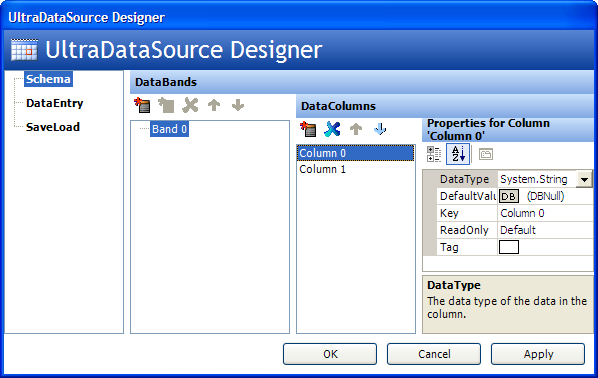 UltraDataSource Designer
UltraDataSource Designer
Schema
DataEntry
SaveLoad
DataBands
Band 0
DataColumns
Column 0
Column 1
Properties for Column
'Column 0'
A
Z
DataType System.String
DefaultValu DB (DBNull)
Key Column 0
ReadOnly Default
Tag
DataType
The data type of the data in the
column.
OK Cancel Apply